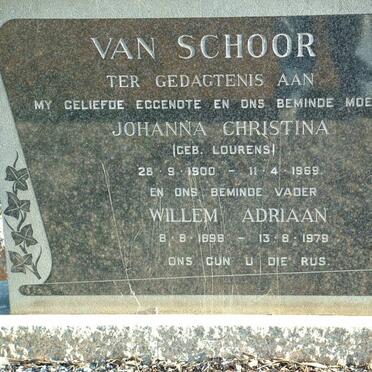 VAN SCHOOR
TER GEDAGTENIS AAN
MY GELIEFDE EGGENOTE EN ONS BEMINDE MOE
JOHANNA CHRISTINA
(GEB. LOURENS)
28 - 9 - 1900 - 11 - 4 - 1969.
EN ONS BEMINDE VADER
WILLEM ADRIAAN
8 - 8 - 1898 - 13 - 8 - 1979
ONS GUN U DIE RUS.